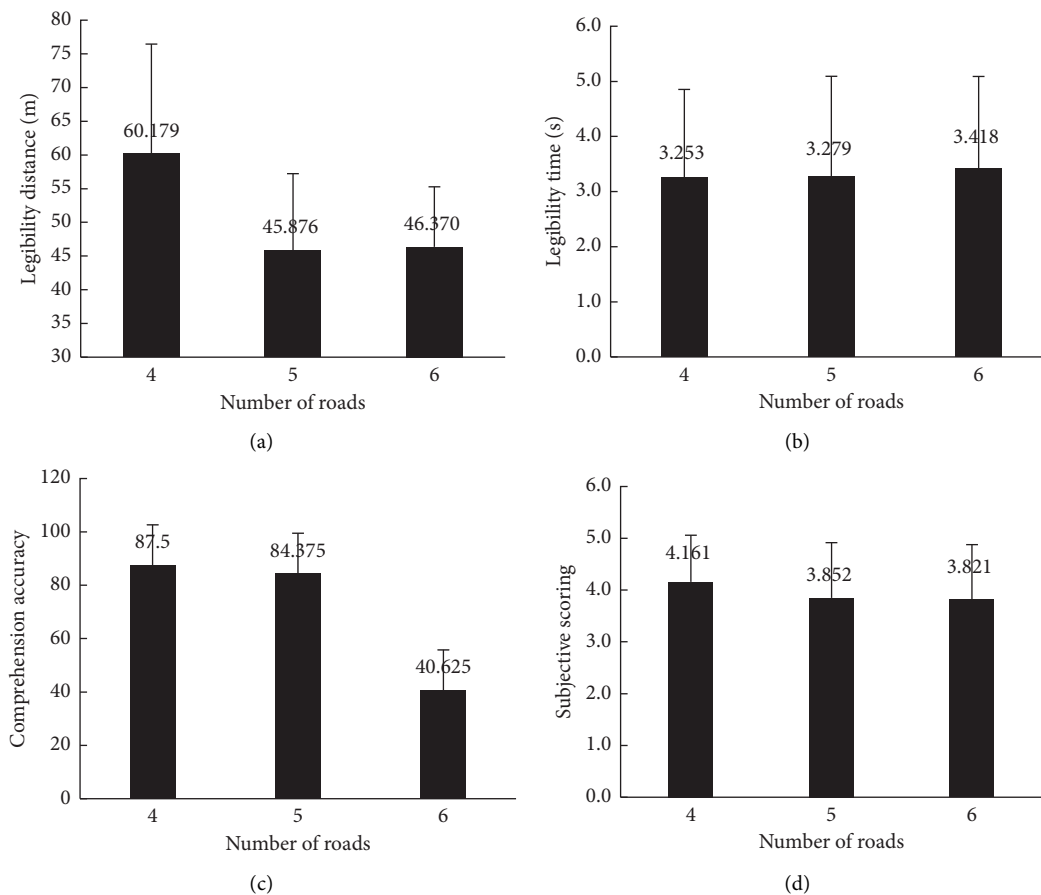 80
75
70
65
60
55
50
45
40
35
30
Legibility distance (m)
60.179
45.876
46.370
4 5 6
Number of roads
(a)
6.0
5.0
4.0
3.0
2.0
1.0
0.0
Legibility time (s)
3.253
3.279
3.418
4 5 6
Number of roads
(b)
120
100
80
60
40
20
0
Comprehension accuracy
87.5
84.375
40.625
4 5 6
Number of roads
(c)
6.0
5.0
4.0
3.0
2.0
1.0
0.0
Subjective scoring
4.161
3.852
3.821
4 5 6
Number of roads
(d)